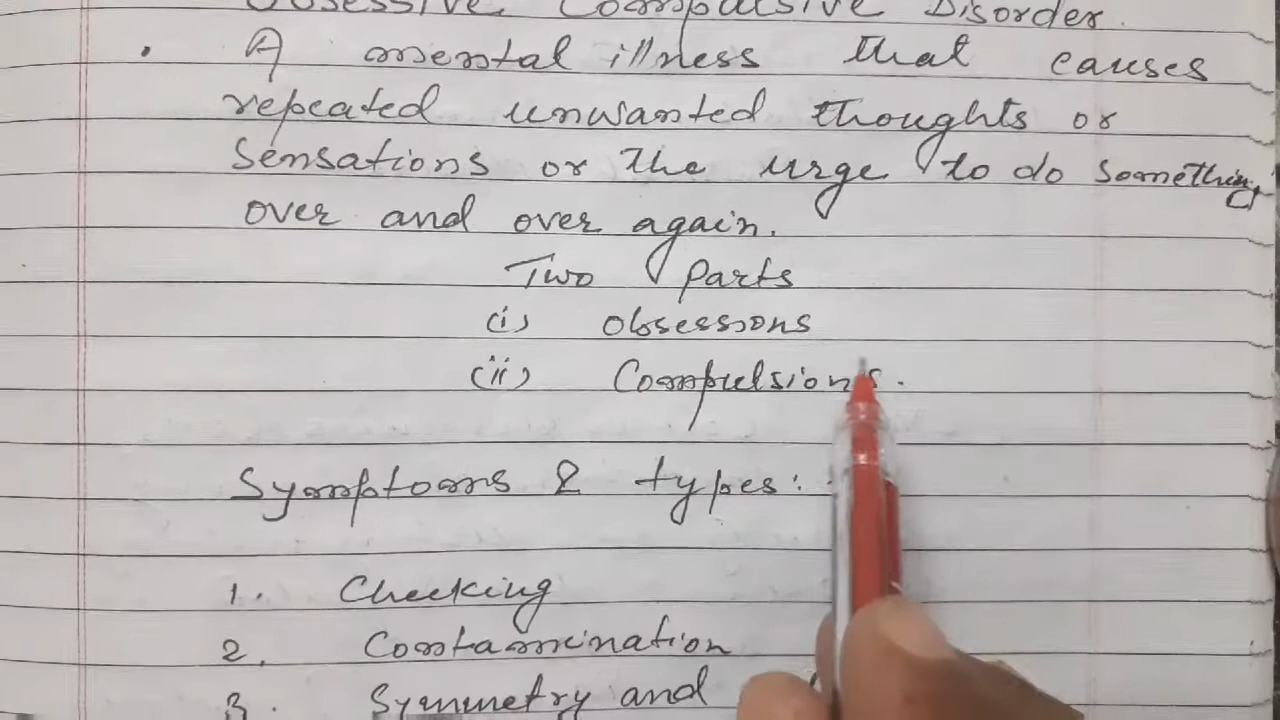 Obsessive Compulsive Disorder.
. A mental illness that causes
repeated unwanted thoughts or
Sensations or the urge to do something
over and over again.
Two Parts
(i) Obsessions
(ii) Compulsions.
Symptoms & types:
1. Checking
2. Contamination
3. Symmetry and